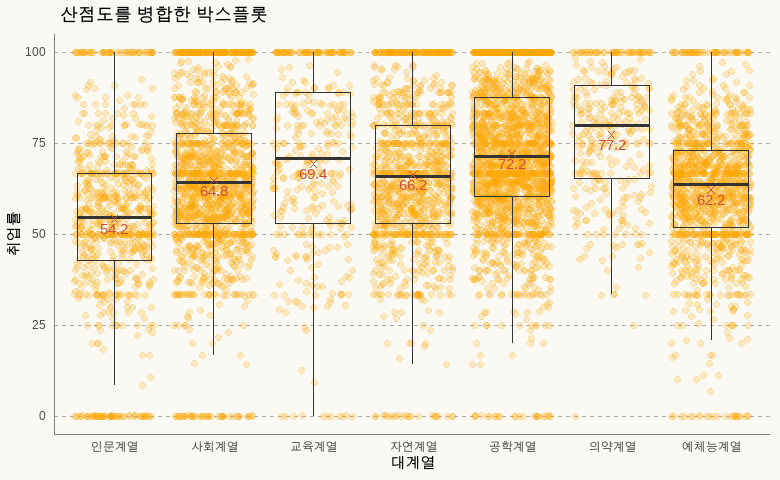 산점도를 병합한 박스플롯
취업률
100
75
50
25
0
54.2
64.8
69.4
66.2
72.2
77.2
62.2
인문계열
사회계열
교육계열
자연계열
공학계열
의약계열
예체능계열
대계열